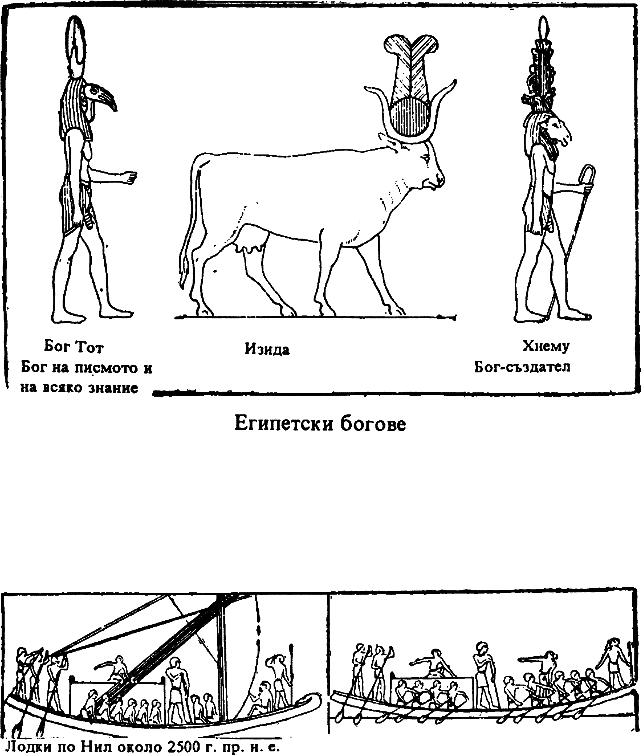 Бог Тот
Бог на писмото и
на всяко знание
Изида
Хнему
Бог-създател
Египетски богове
Лодки по Нил около 2500 г. пр. н. е.